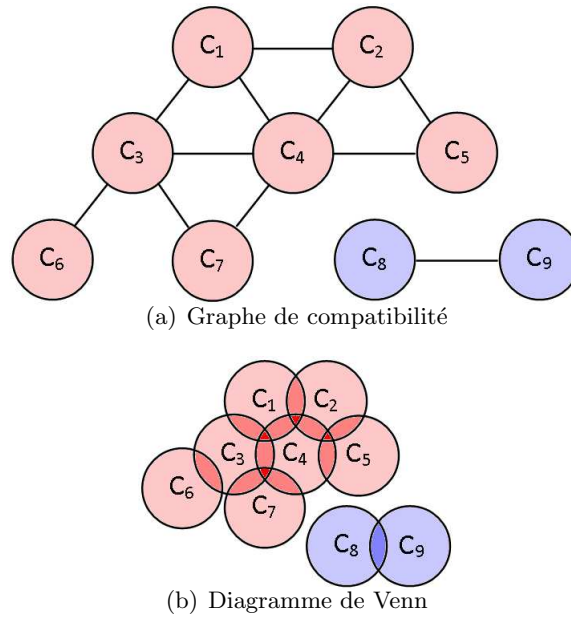 C₁ C₂
C₃ C₄ C₅
C₆ C₇ C₈ C₉
(a) Graphe de compatibilité
C₁ C₂
C₃ C₄ C₅
C₆
C₇
C₈ C₉
(b) Diagramme de Venn